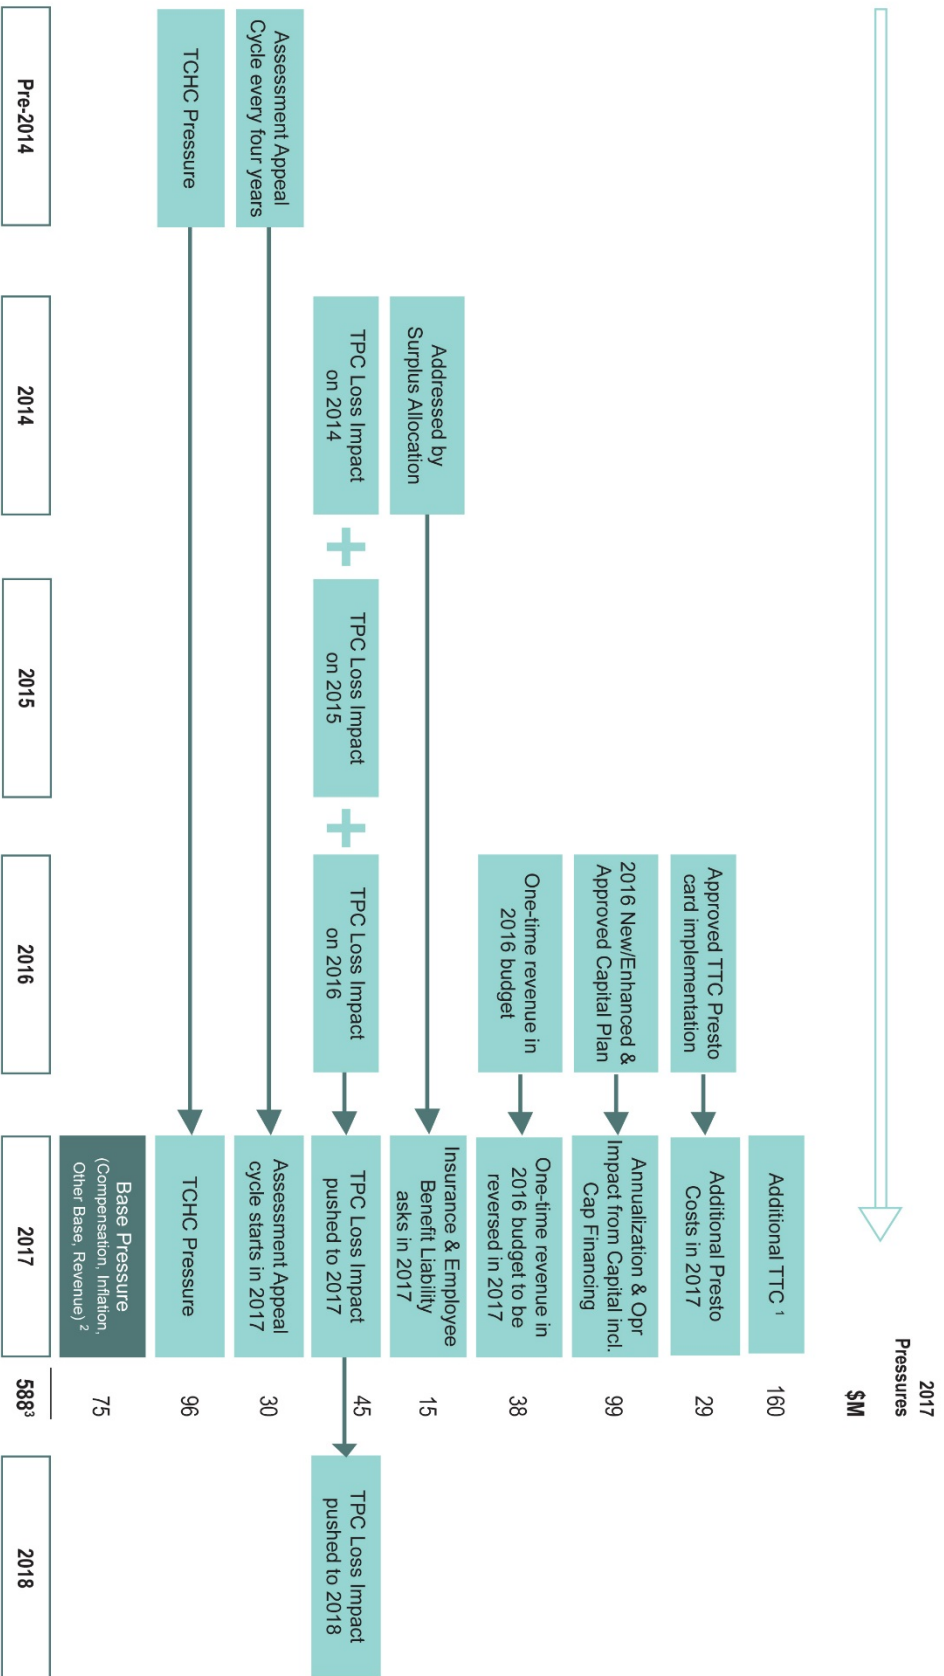 2017
Pressures
$M
Additional TTC ¹
160
Approved TTC Presto
card implementation
Additional Presto
Costs in 2017
29
2016 New/Enhanced &
Approved Capital Plan
Annualization & Opr
Impact from Capital incl.
Cap Financing
99
One-time revenue in
2016 budget
One-time revenue in
2016 budget to be
reversed in 2017
38
Addressed by
Surplus Allocation
Insurance & Employee
Benefit Liability
asks in 2017
15
TPC Loss Impact
on 2014
+
TPC Loss Impact
on 2015
+
TPC Loss Impact
on 2016
TPC Loss Impact
pushed to 2017
45
TPC Loss Impact
pushed to 2018
Assessment Appeal
Cycle every four years
Assessment Appeal
cycle starts in 2017
30
TCHC Pressure
TCHC Pressure
96
Base Pressure
(Compensation, Inflation,
Other Base, Revenue) ²
75
Pre-2014
2014
2015
2016
2017
588³
2018